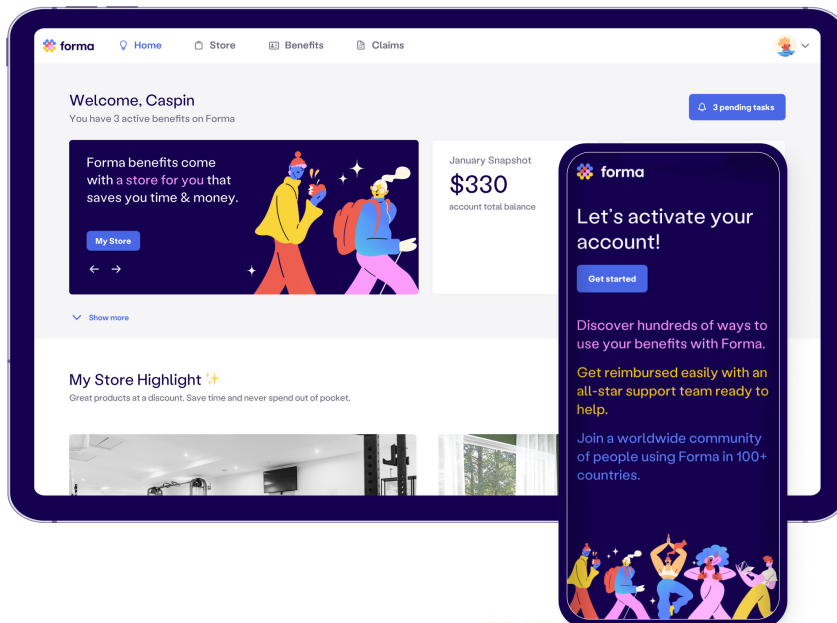 forma
Home
Store
Benefits
Claims
Welcome, Caspin
You have 3 active benefits on Forma
3 pending tasks
Forma benefits come
with a store for you that
saves you time & money.
My Store
January Snapshot
$330
account total balance
Show more
My Store Highlight ✨
Great products at a discount. Save time and never spend out of pocket.
forma
Let's activate your
account!
Get started
Discover hundreds of ways to
use your benefits with Forma.
Get reimbursed easily with an
all-star support team ready to
help.
Join a worldwide community
of people using Forma in 100+
countries.